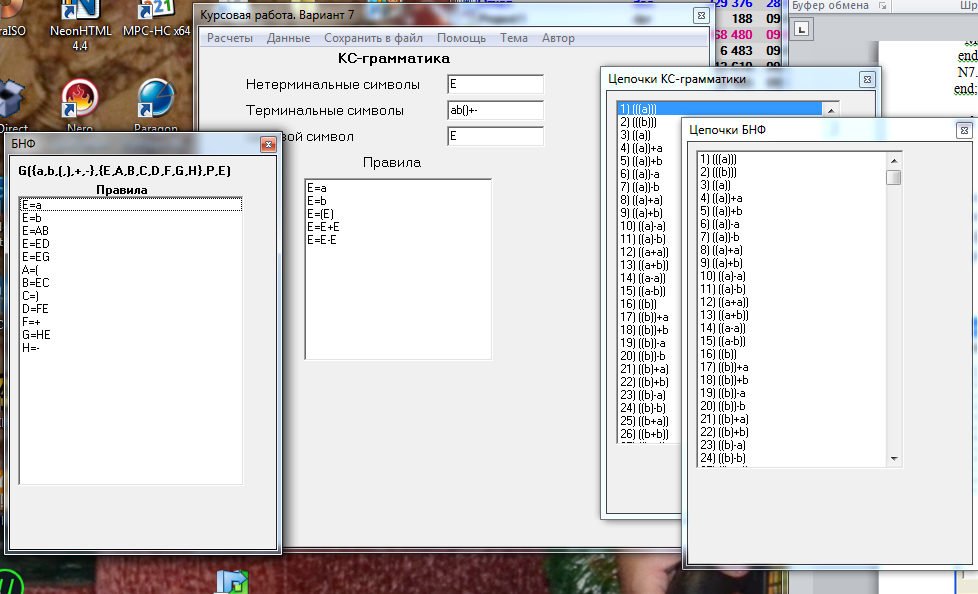 raISO
NeonHTML 4.4
MPC-HC x64
21
Direct
Nero
Paragon
29 376 28
188 09
68 480 09
6 483 09
Буфер обмена
Шр
L
end
N7.
end;
Курсовая работа. Вариант 7
Расчеты Данные Сохранить в файл Помощь Тема Автор
КС-грамматика
Нетерминальные символы E
Терминальные символы ab()+-
вой символ E
Правила
E=a
E=b
E=(E)
E=E+E
E=E-E
БНФ
G({a,b,(,),+,-},{E,A,B,C,D,F,G,H},P,E)
Правила
E=a
E=b
E=AB
E=ED
E=EG
A=(
B=EC
C=)
D=FE
F=+
G=HE
H=-
Цепочки КС-грамматики
1) (((a)))
2) (((b)))
3) ((a))
4) ((a))+a
5) ((a))+b
6) ((a))-a
7) ((a))-b
8) ((a)+a)
9) ((a)+b)
10) ((a)-a)
11) ((a)-b)
12) ((a+a))
13) ((a+b))
14) ((a-a))
15) ((a-b))
16) ((b))
17) ((b))+a
18) ((b))+b
19) ((b))-a
20) ((b))-b
21) ((b)+a)
22) ((b)+b)
23) ((b)-a)
24) ((b)-b)
25) ((b+a))
26) ((b+b))
Цепочки БНФ
1) (((a)))
2) (((b)))
3) ((a))
4) ((a))+a
5) ((a))+b
6) ((a))-a
7) ((a))-b
8) ((a)+a)
9) ((a)+b)
10) ((a)-a)
11) ((a)-b)
12) ((a+a))
13) ((a+b))
14) ((a-a))
15) ((a-b))
16) ((b))
17) ((b))+a
18) ((b))+b
19) ((b))-a
20) ((b))-b
21) ((b)+a)
22) ((b)+b)
23) ((b)-a)
24) ((b)-b)